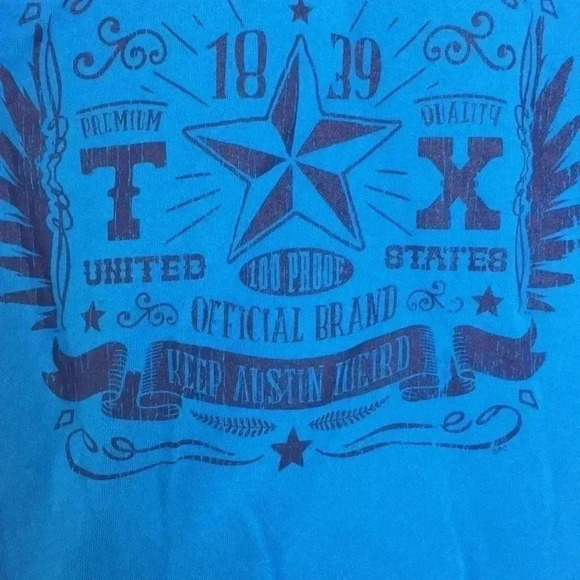 18 39
PREMIUM QUALITY
T X
UNITED STATES
100 PROOF
OFFICIAL BRAND
KEEP AUSTIN WEIRD